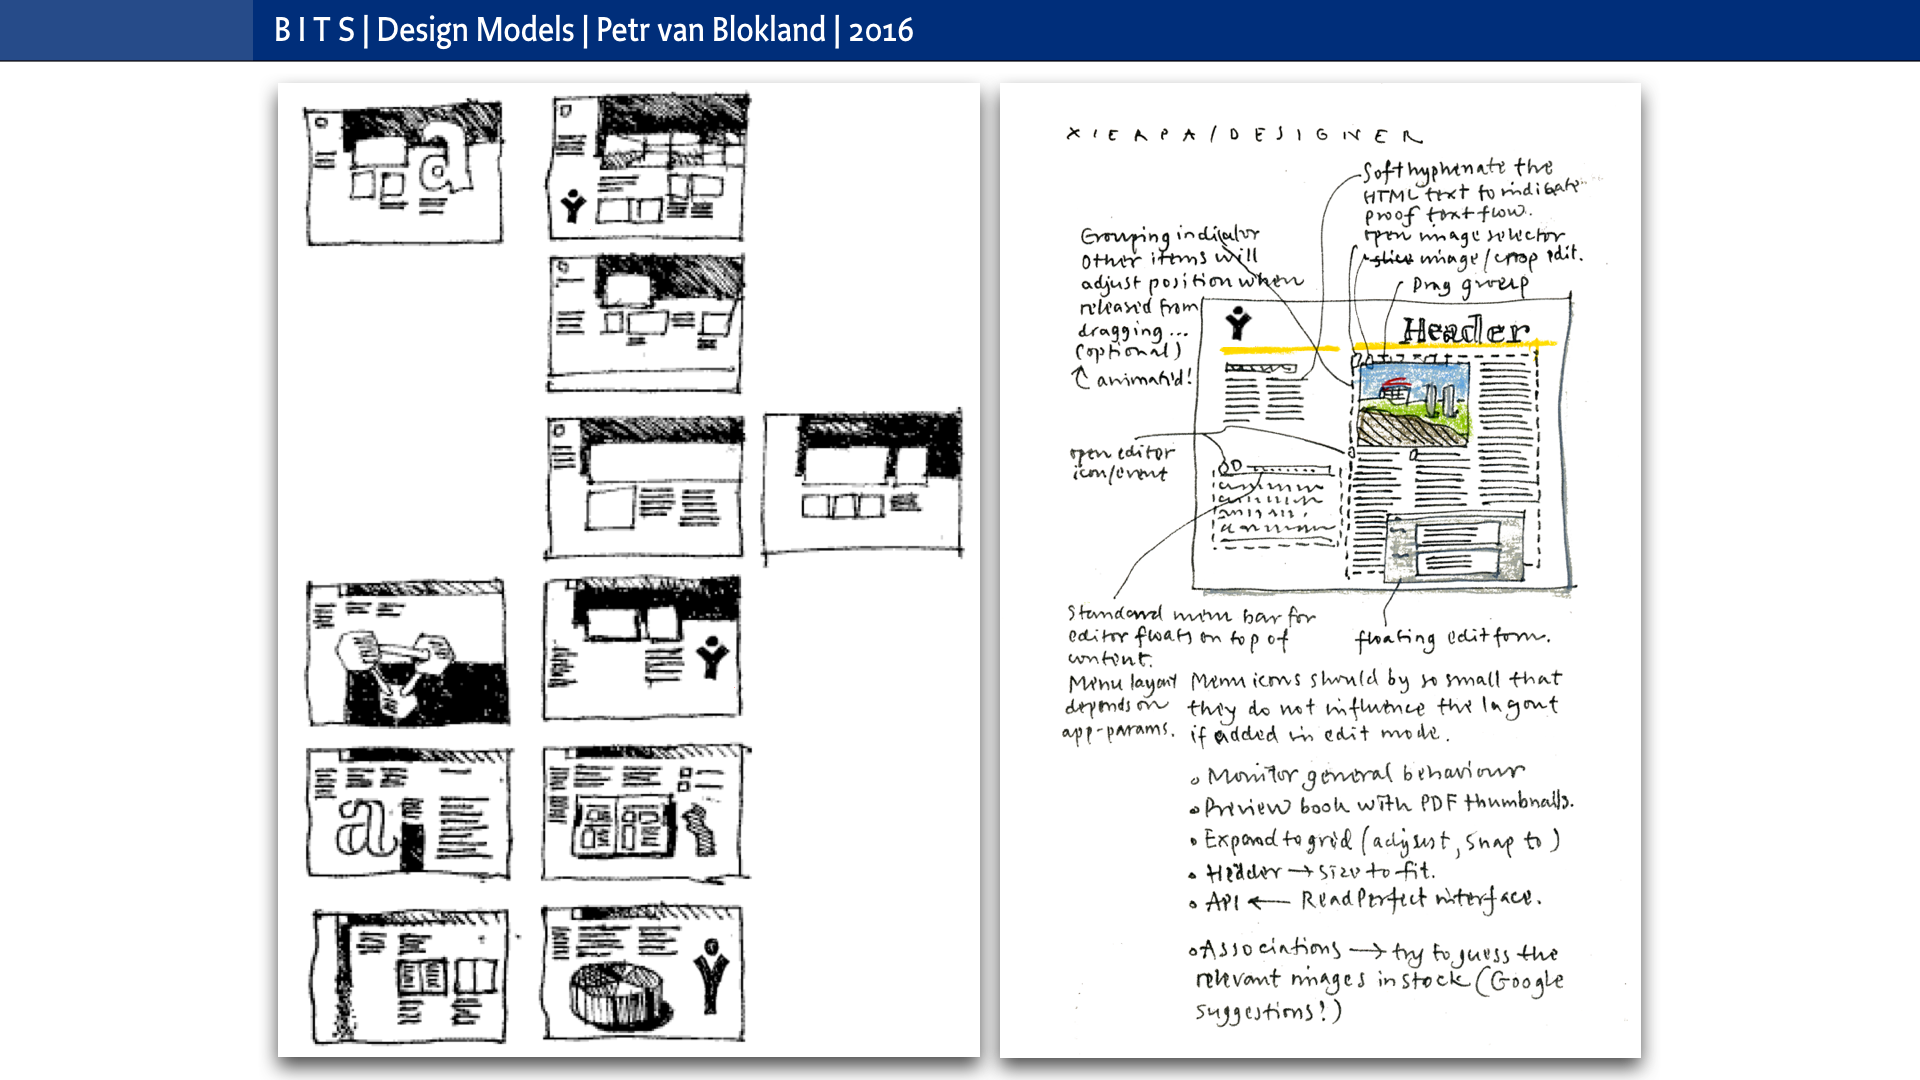 B I T S | Design Models | Petr van Blokland | 2016
a
a
X I E R P A / D E S I G N E R
Soft hyphenate the
HTML text to indicate
proof text flow.
open image selector
slice image / crop edit.
Drag group
Grouping indicator
other items will
adjust position when
released from
dragging ...
(optional)
animated!
Header
open editor
icon/event
Standard menu bar for
editor floats on top of
content.
Menu layout
depends on
app-params.
floating edit form.
Menu icons should by so small that
they do not influence the layout
if added in edit mode.
• Monitor general behaviour
• Preview book with PDF thumbnails.
• Expand to grid (adjust, snap to)
• Header → Size to fit.
• API ← ReadPerfect interface.
• Associations → try to guess the
relevant images in stock (Google
suggestions!)